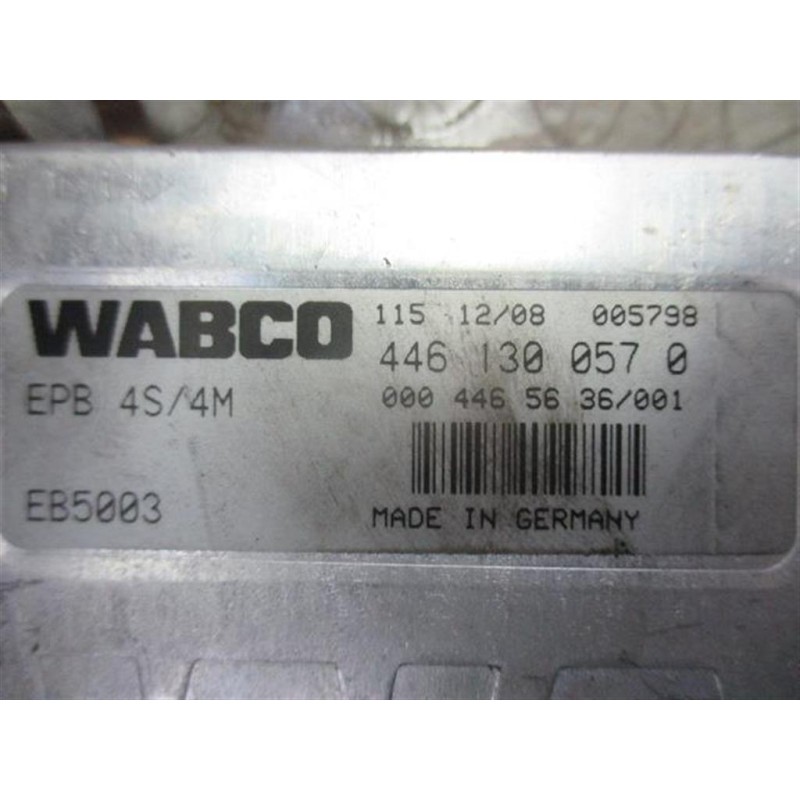 WABCO 115 12/08 005798
446 130 057 0
EPB 4S/4M 000 446 56 36/001
EB5003
MADE IN GERMANY